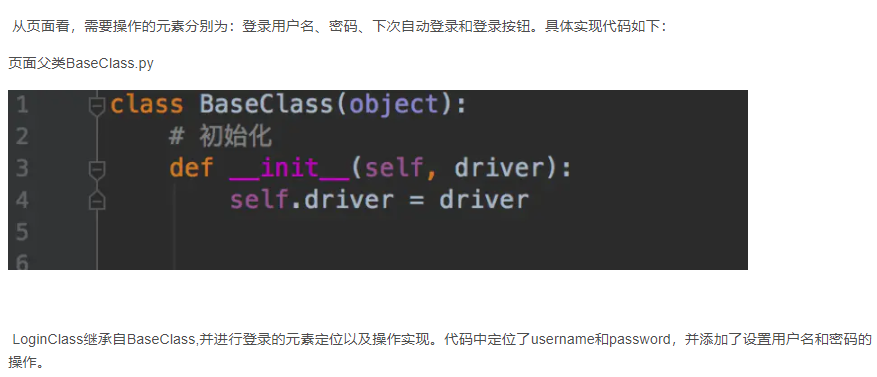 从页面看，需要操作的元素分别为：登录用户名、密码、下次自动登录和登录按钮。具体实现代码如下：
页面父类BaseClass.py
1 class BaseClass(object):
2     # 初始化
3     def __init__(self, driver):
4         self.driver = driver
5
6
LoginClass继承自BaseClass,并进行登录的元素定位以及操作实现。代码中定位了username和password，并添加了设置用户名和密码的
操作。